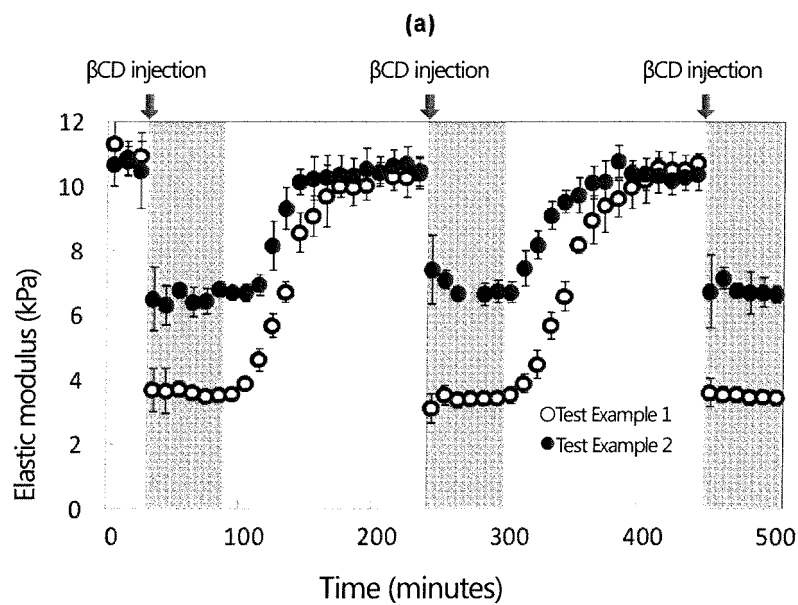 (a)
βCD injection βCD injection βCD injection
12
10
8
6
4
2
0
Elastic modulus (kPa)
Test Example 1
Test Example 2
0 100 200 300 400 500
Time (minutes)